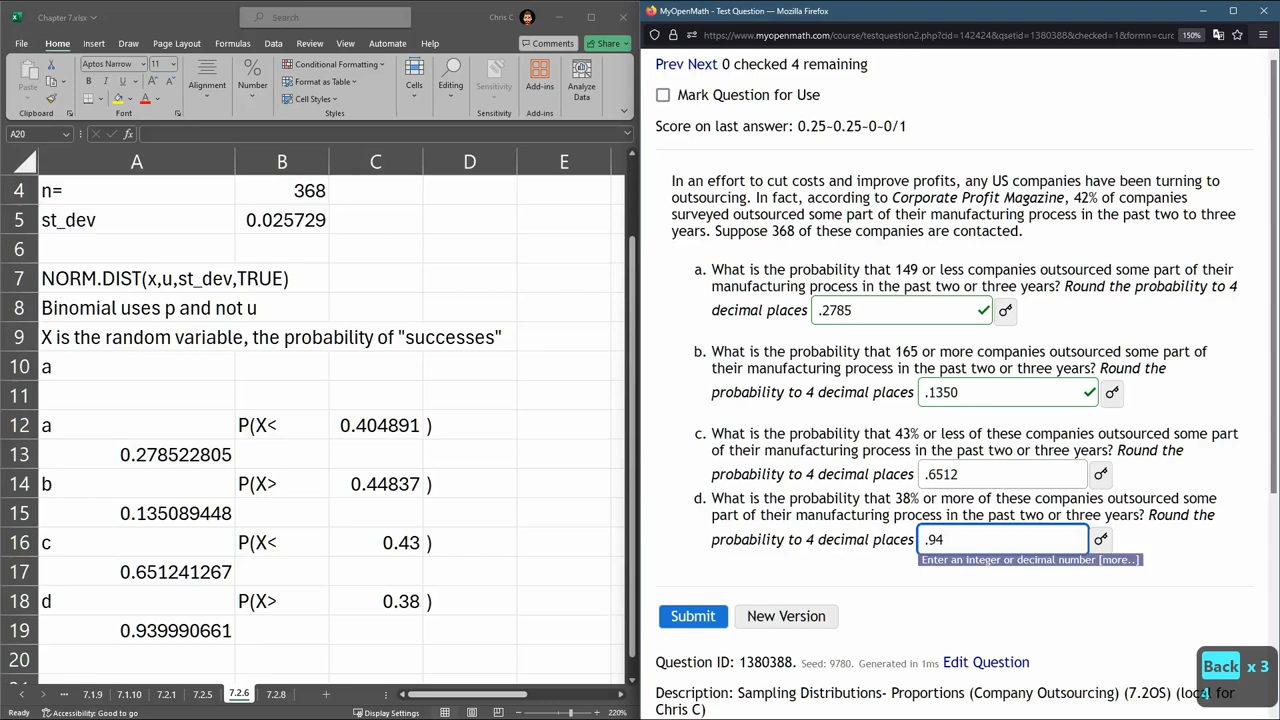 Chapter 7.xlsx
Search
Chris C
File Home Insert Draw Page Layout Formulas Data Review View Automate Help Comments Share
Paste
Clipboard
Aptos Narrow 11
B I U
Font
Alignment
Number
Conditional Formatting
Format as Table
Cell Styles
Styles
Cells
Editing
Sensitivity
Sensitivity
Add-ins
Add-ins
Analyze Data
A20 fx
A B C D E
4 n= 368
5 st_dev 0.025729
6
7 NORM.DIST(x,u,st_dev,TRUE)
8 Binomial uses p and not u
9 X is the random variable, the probability of "successes"
10 a
11
12 a P(X< 0.404891 )
13 0.278522805
14 b P(X> 0.44837 )
15 0.135089448
16 c P(X< 0.43 )
17 0.651241267
18 d P(X> 0.38 )
19 0.939990661
20
... 7.1.9 7.1.10 7.2.1 7.2.5 7.2.6 7.2.8 +
Accessibility: Good to go Display Settings 220%
MyOpenMath - Test Question — Mozilla Firefox
https://www.myopenmath.com/course/testquestion2.php?cid=142424&qsetid=1380388&checked=1&formn=curc 150%
Prev Next 0 checked 4 remaining
Mark Question for Use
Score on last answer: 0.25~0.25~0~0/1
In an effort to cut costs and improve profits, any US companies have been turning to
outsourcing. In fact, according to Corporate Profit Magazine, 42% of companies
surveyed outsourced some part of their manufacturing process in the past two to three
years. Suppose 368 of these companies are contacted.
a. What is the probability that 149 or less companies outsourced some part of their
manufacturing process in the past two or three years? Round the probability to 4
decimal places .2785
b. What is the probability that 165 or more companies outsourced some part of
their manufacturing process in the past two or three years? Round the
probability to 4 decimal places .1350
c. What is the probability that 43% or less of these companies outsourced some part
of their manufacturing process in the past two or three years? Round the
probability to 4 decimal places .6512
d. What is the probability that 38% or more of these companies outsourced some
part of their manufacturing process in the past two or three years? Round the
probability to 4 decimal places .94
Enter an integer or decimal number [more..]
Submit New Version
Question ID: 1380388. Seed: 9780. Generated in 1ms Edit Question
Description: Sampling Distributions- Proportions (Company Outsourcing) (7.2OS) (local for
Chris C)
Back x 3
4